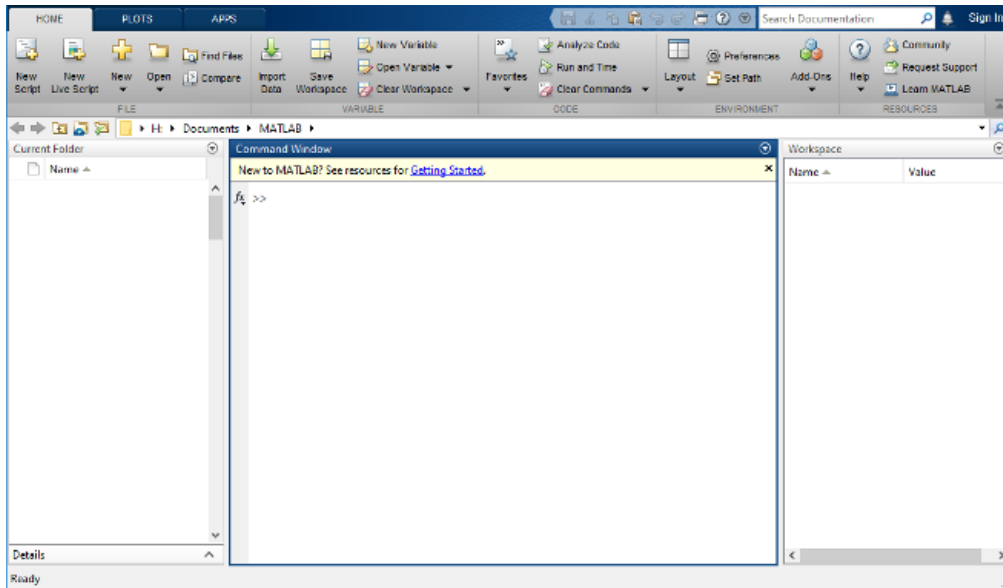 HOME PLOTS APPS Search Documentation Sign In
New Script New Live Script New Open Find Files Compare Import Data Save Workspace New Variable Open Variable Clear Workspace Favorites Analyze Code Run and Time Clear Commands Layout Preferences Set Path Add-Ons Help Community Request Support Learn MATLAB
FILE VARIABLE CODE ENVIRONMENT RESOURCES
H: Documents MATLAB
Current Folder Command Window Workspace
Name New to MATLAB? See resources for Getting Started. Name Value
fx >>
Details
Ready